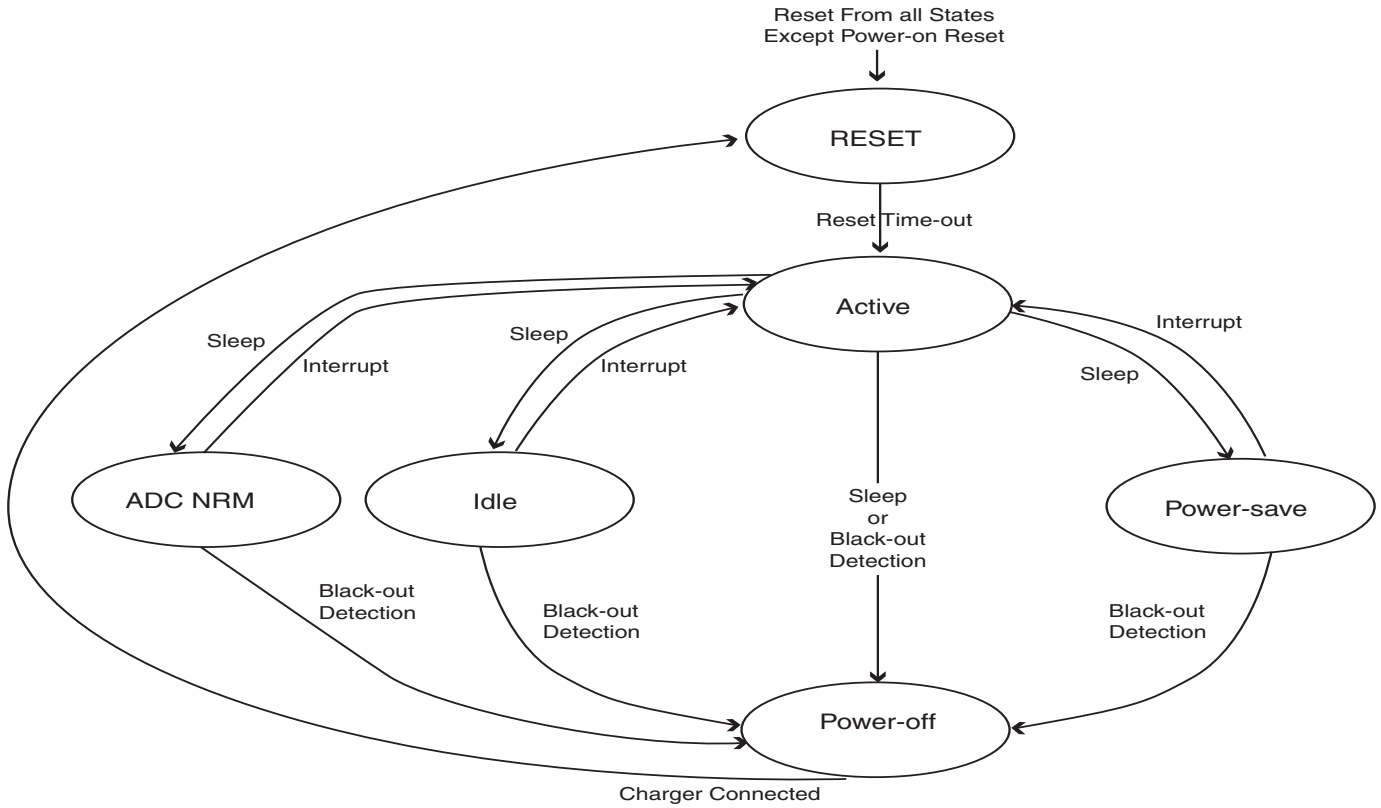 Reset From all States
Except Power-on Reset
RESET
Reset Time-out
Active
Sleep
Interrupt
Sleep
Interrupt
Interrupt
Sleep
ADC NRM
Idle
Sleep
or
Black-out
Detection
Power-save
Black-out
Detection
Black-out
Detection
Black-out
Detection
Power-off
Charger Connected